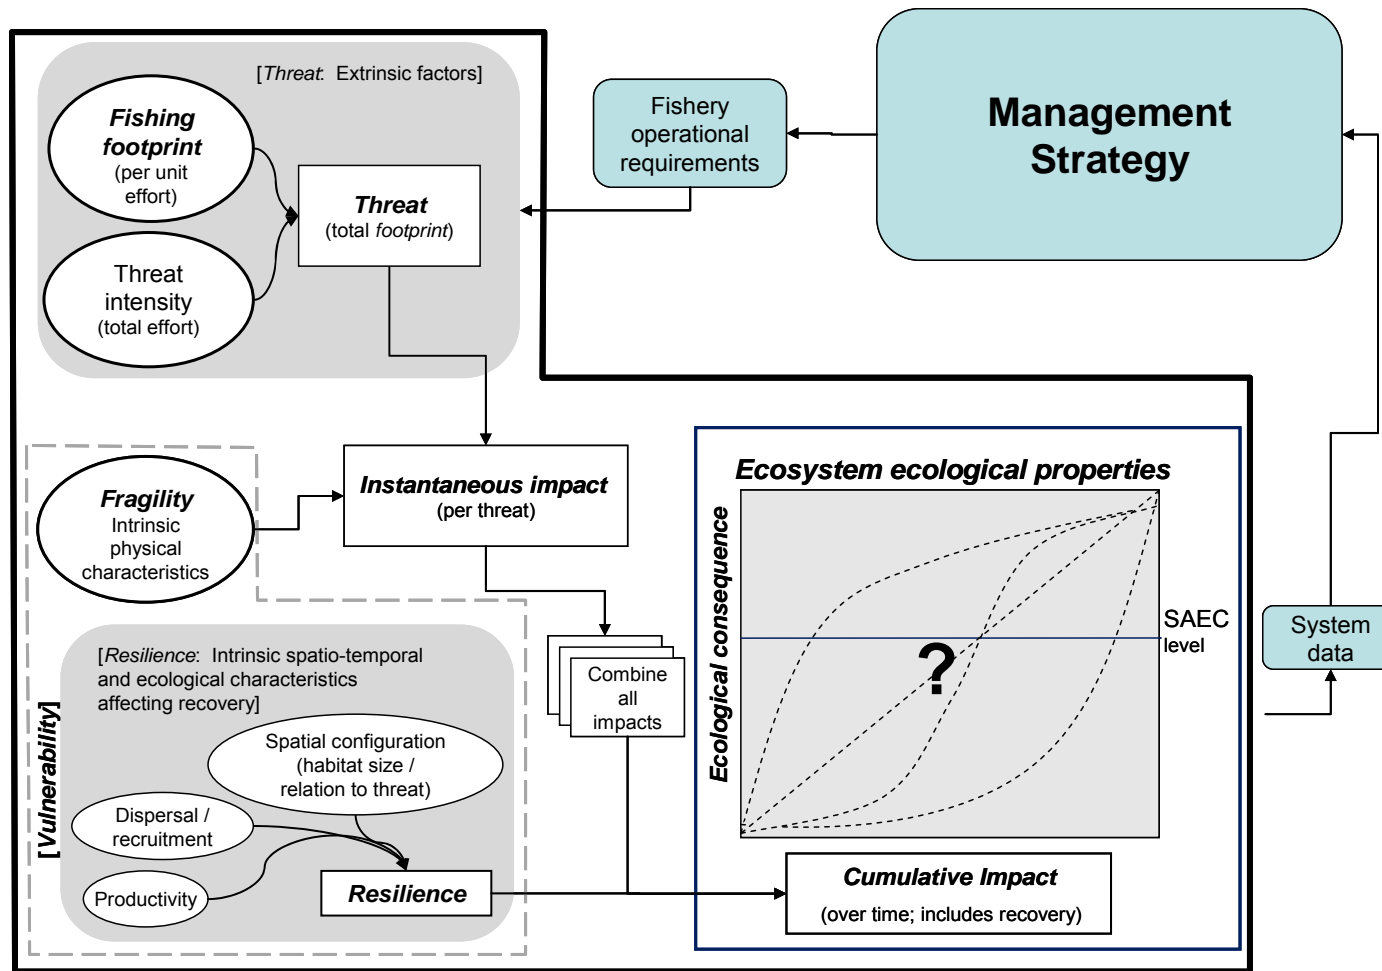 [Threat:  Extrinsic factors]
Fishing
footprint
(per unit
effort)
Threat
(total footprint)
Threat
intensity
(total effort)
Fishery
operational
requirements
Management
Strategy
Fragility
Intrinsic
physical
characteristics
Instantaneous impact
(per threat)
[Vulnerability]
[Resilience:  Intrinsic spatio-temporal
and ecological characteristics
affecting recovery]
Spatial configuration
(habitat size /
relation to threat)
Dispersal /
recruitment
Productivity
Resilience
Combine
all
impacts
Ecosystem ecological properties
Ecological consequence
?
SAEC
level
Cumulative Impact
(over time; includes recovery)
System
data